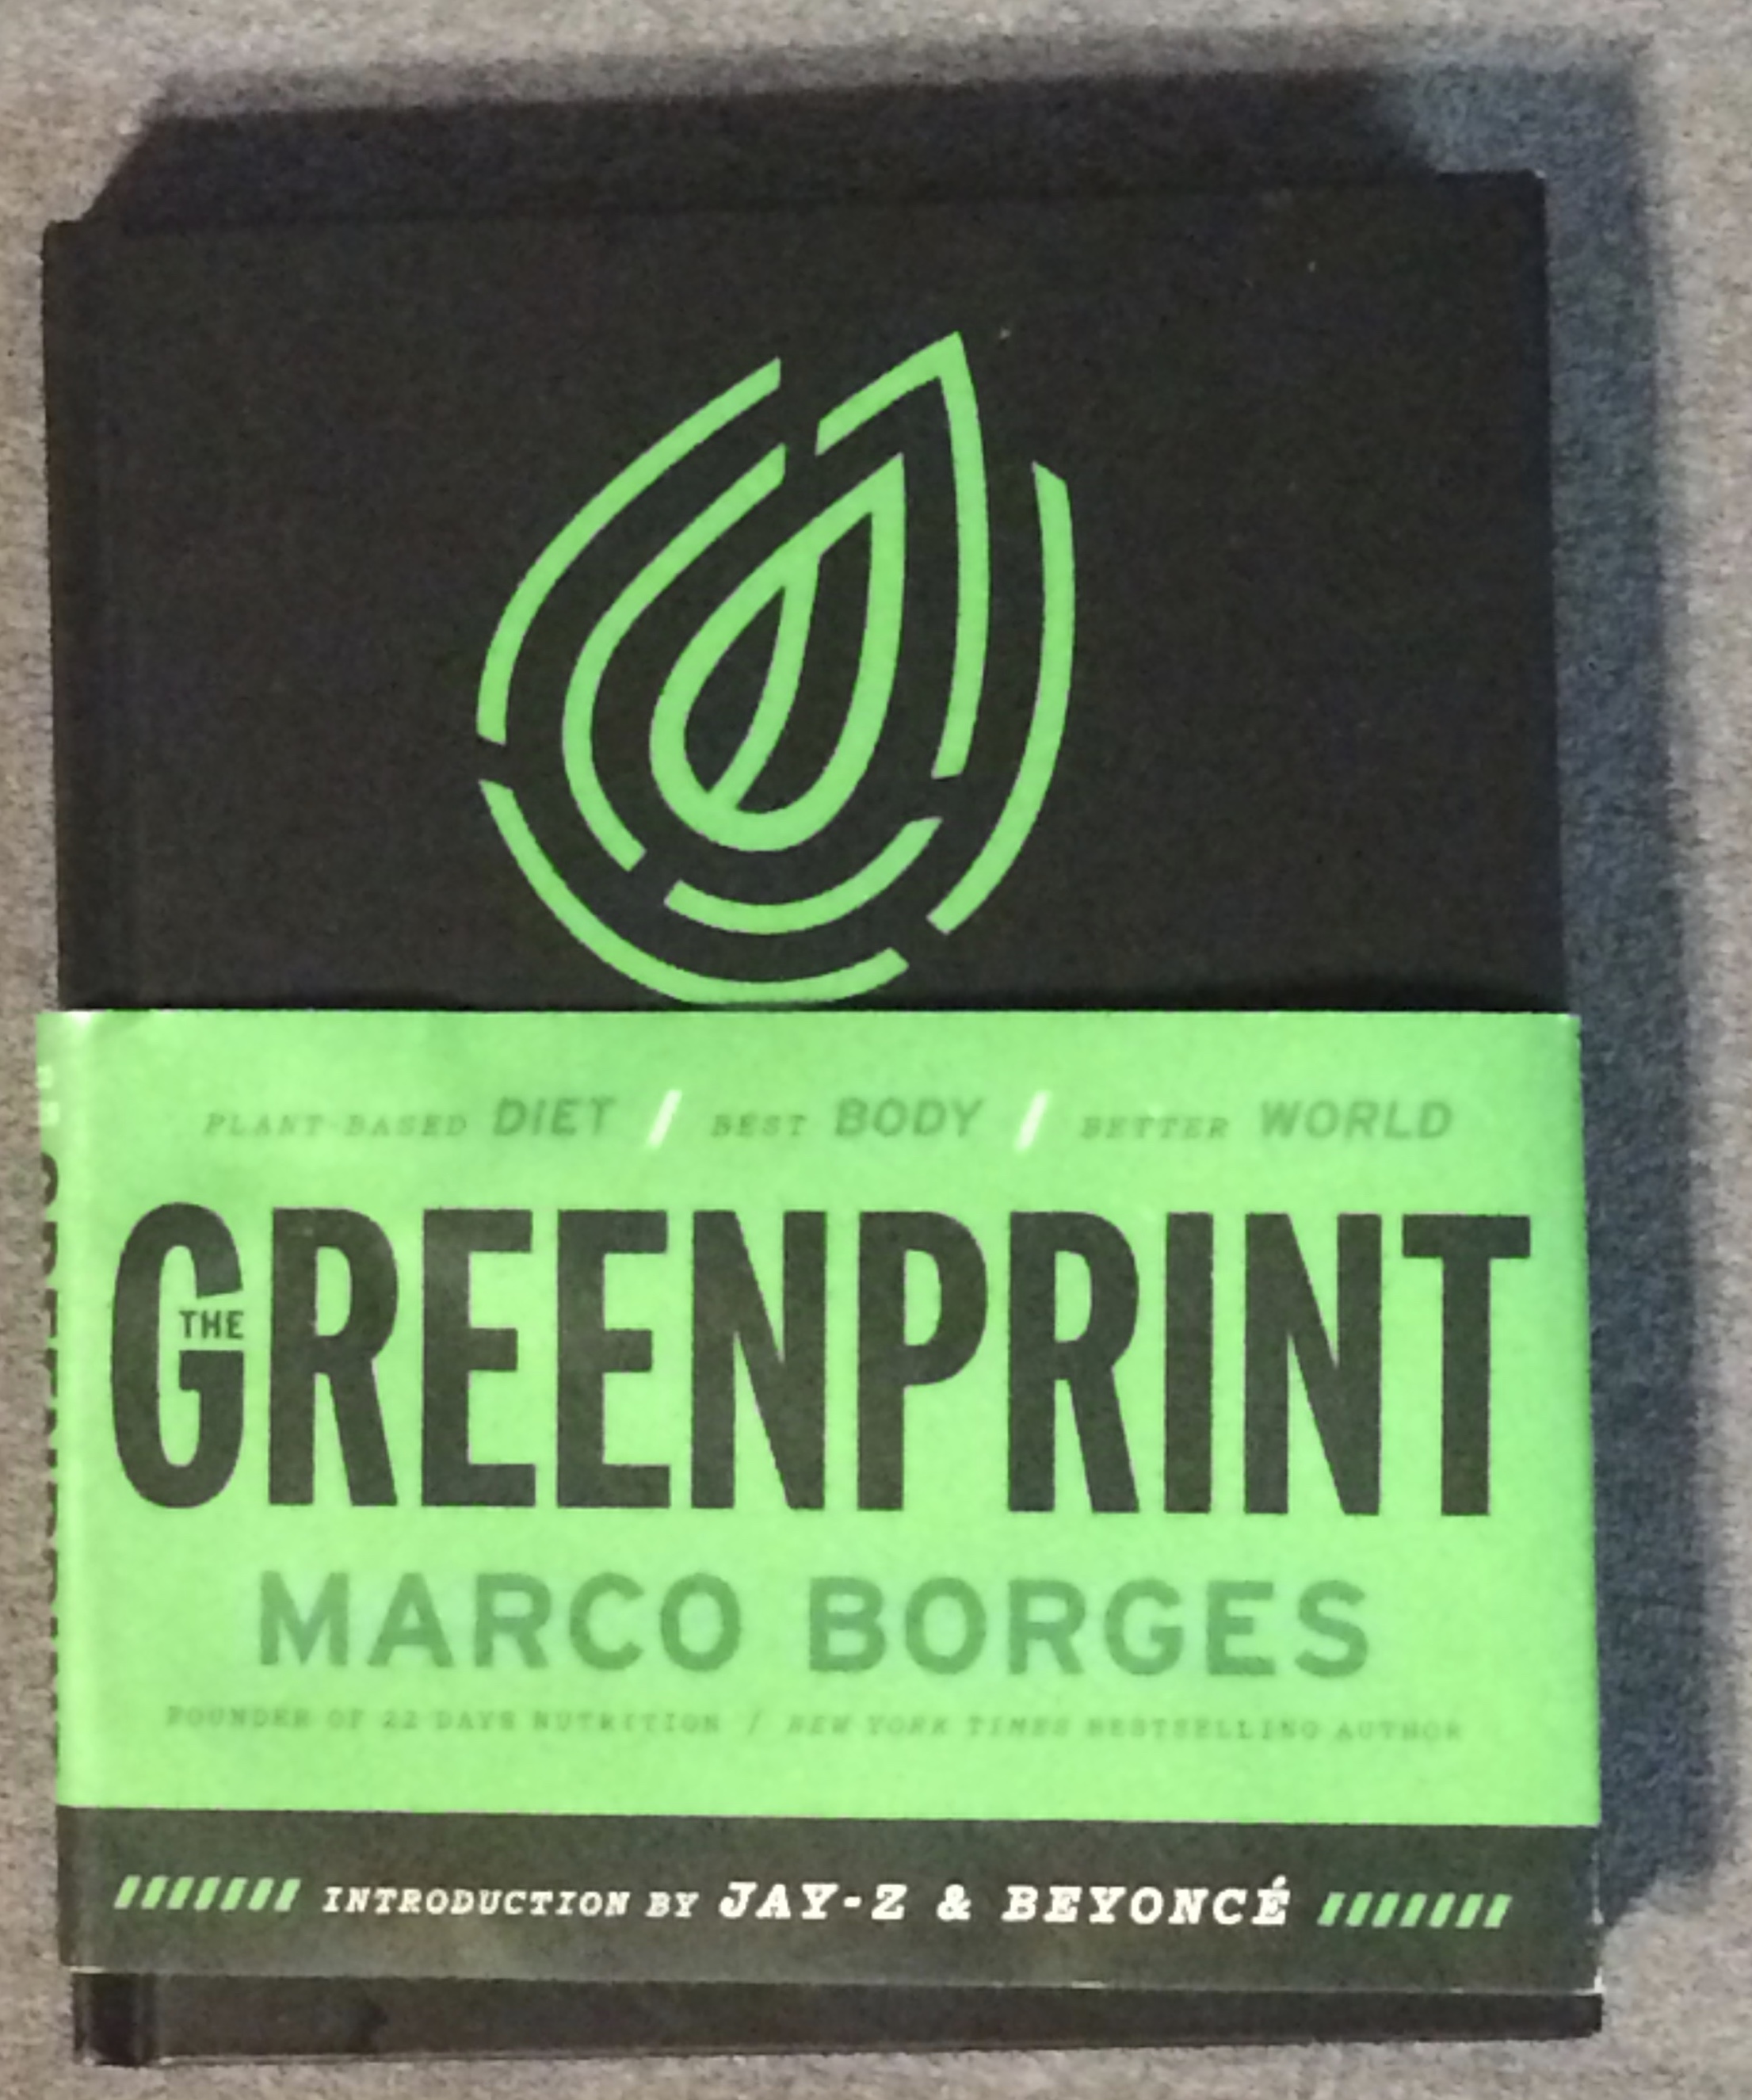 PLANT-BASED DIET / BEST BODY / BETTER WORLD
THE
GREENPRINT
MARCO BORGES
FOUNDER OF 22 DAYS NUTRITION / NEW YORK TIMES BESTSELLING AUTHOR
INTRODUCTION BY JAY-Z & BEYONCÉ